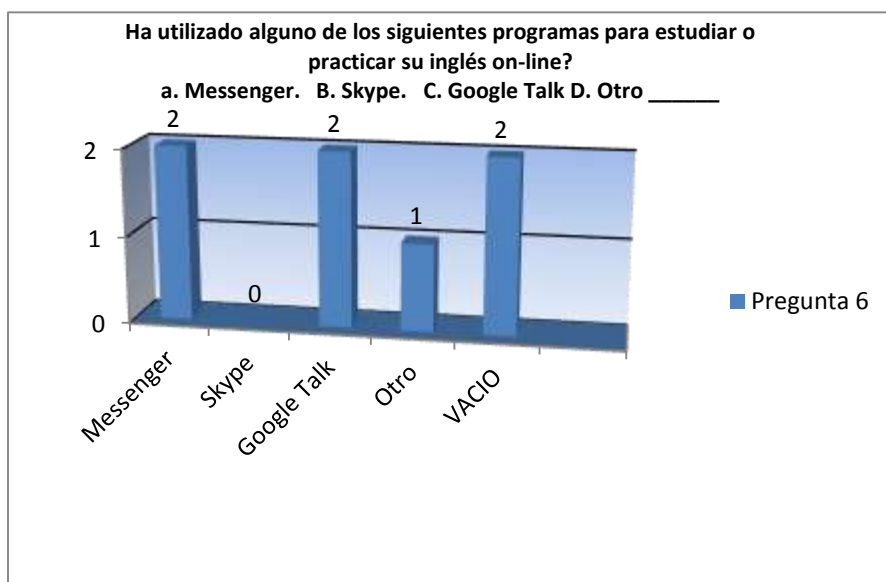 Ha utilizado alguno de los siguientes programas para estudiar o
practicar su inglés on-line?
a. Messenger. B. Skype. C. Google Talk D. Otro ______
2
2
2
2
1
1
0
0
Messenger
Skype
Google Talk
Otro
VACIO
Pregunta 6